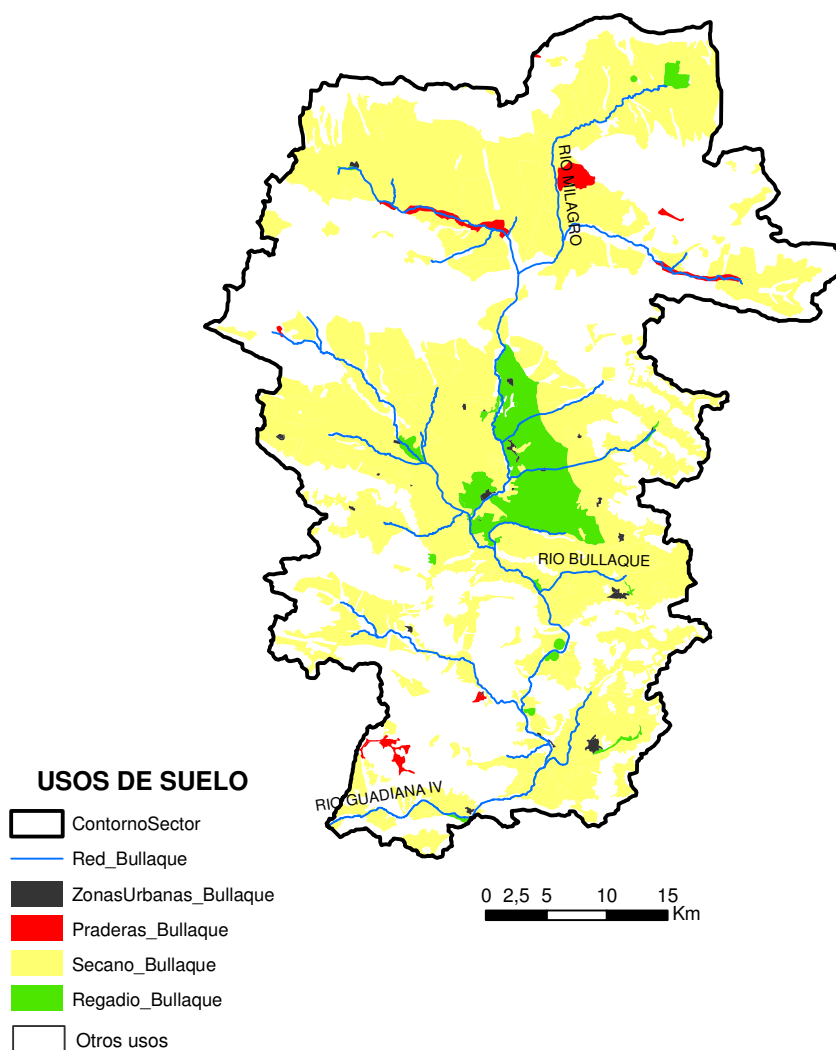 RIO MILAGRO
RIO BULLAQUE
RIO GUADIANA IV
USOS DE SUELO
ContornoSector
Red_Bullaque
ZonasUrbanas_Bullaque
Praderas_Bullaque
Secano_Bullaque
Regadio_Bullaque
Otros usos
0 2,5 5 10 15
Km